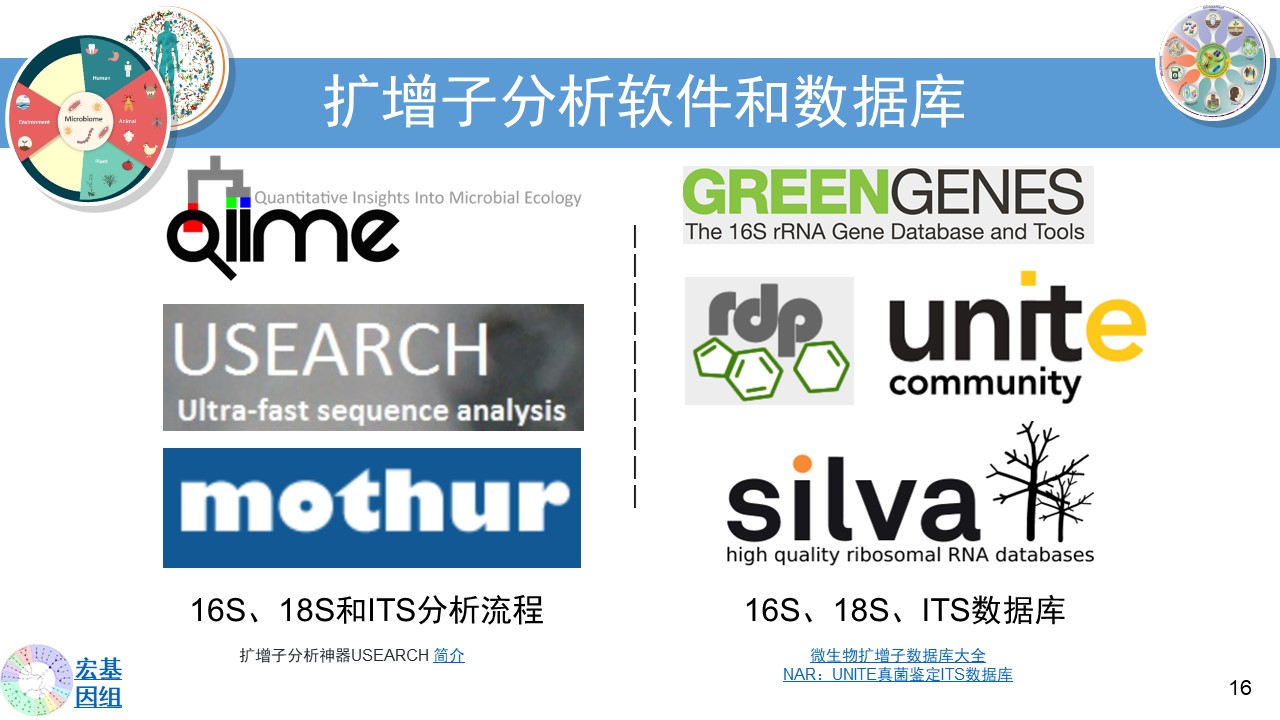 扩增子分析软件和数据库
Human
Microbiome
Environment
Animal
Plant
Quantitative Insights Into Microbial Ecology
qiime
USEARCH
Ultra-fast sequence analysis
mothur
16S、18S和ITS分析流程
扩增子分析神器USEARCH 简介
GREENGENES
The 16S rRNA Gene Database and Tools
rdp
unite
community
silva
high quality ribosomal RNA databases
16S、18S、ITS数据库
微生物扩增子数据库大全
NAR：UNITE真菌鉴定ITS数据库
宏基
因组
16